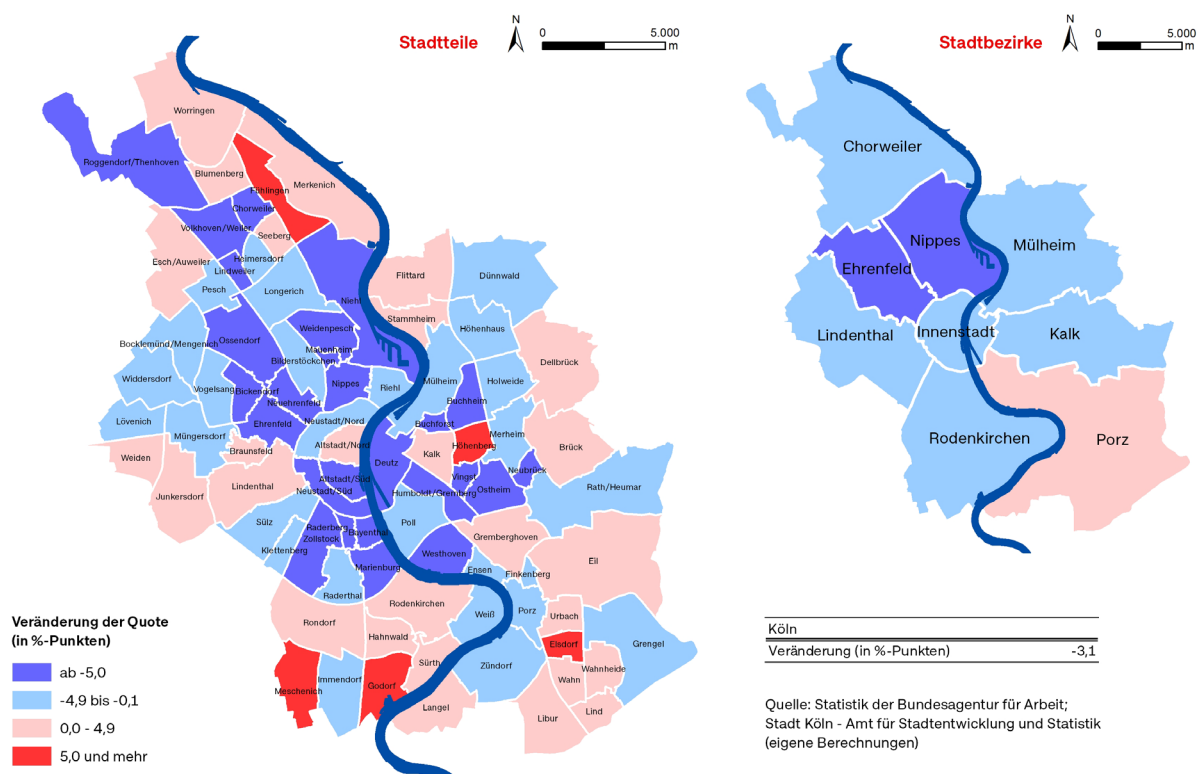 Stadtteile
N
0
5.000
m
Stadtbezirke
N
0
5.000
m
Worringen
Roggendorf/Thenhoven
Blumenberg
Fühlingen
Merkenich
Chorweiler
Volkhoven/Weiler
Seeberg
Esch/Auweiler
Heimersdorf
Lindweiler
Pesch
Longerich
Niehl
Flittard
Dünnwald
Stammheim
Höhenhaus
Weidenpesch
Ossendorf
Bocklemünd/Mengenich
Mauenheim
Bilderstöckchen
Dellbrück
Widdersdorf
Vogelsang
Bickendorf
Nippes
Riehl
Mülheim
Holweide
Buchheim
Neuehrenfeld
Lövenich
Ehrenfeld
Neustadt/Nord
Buchforst
Müngersdorf
Merheim
Altstadt/Nord
Höhenberg
Brück
Braunsfeld
Kalk
Weiden
Deutz
Neubrück
Junkersdorf
Lindenthal
Altstadt/Süd
Vingst
Neustadt/Süd
Humboldt/Gremberg
Ostheim
Rath/Heumar
Sülz
Poll
Raderberg
Bayenthal
Zollstock
Gremberghoven
Klettenberg
Westhoven
Marienburg
Ensen
Eil
Finkenberg
Raderthal
Rodenkirchen
Weiß
Porz
Urbach
Rondorf
Hahnwald
Elsdorf
Grengel
Sürth
Zündorf
Wahnheide
Immendorf
Wahn
Meschenich
Godorf
Langel
Libur
Lind
Chorweiler
Nippes
Mülheim
Ehrenfeld
Lindenthal
Innenstadt
Kalk
Rodenkirchen
Porz
Veränderung der Quote
(in %-Punkten)
ab -5,0
-4,9 bis -0,1
0,0 - 4,9
5,0 und mehr
Köln
Veränderung (in %-Punkten) -3,1
Quelle: Statistik der Bundesagentur für Arbeit;
Stadt Köln - Amt für Stadtentwicklung und Statistik
(eigene Berechnungen)